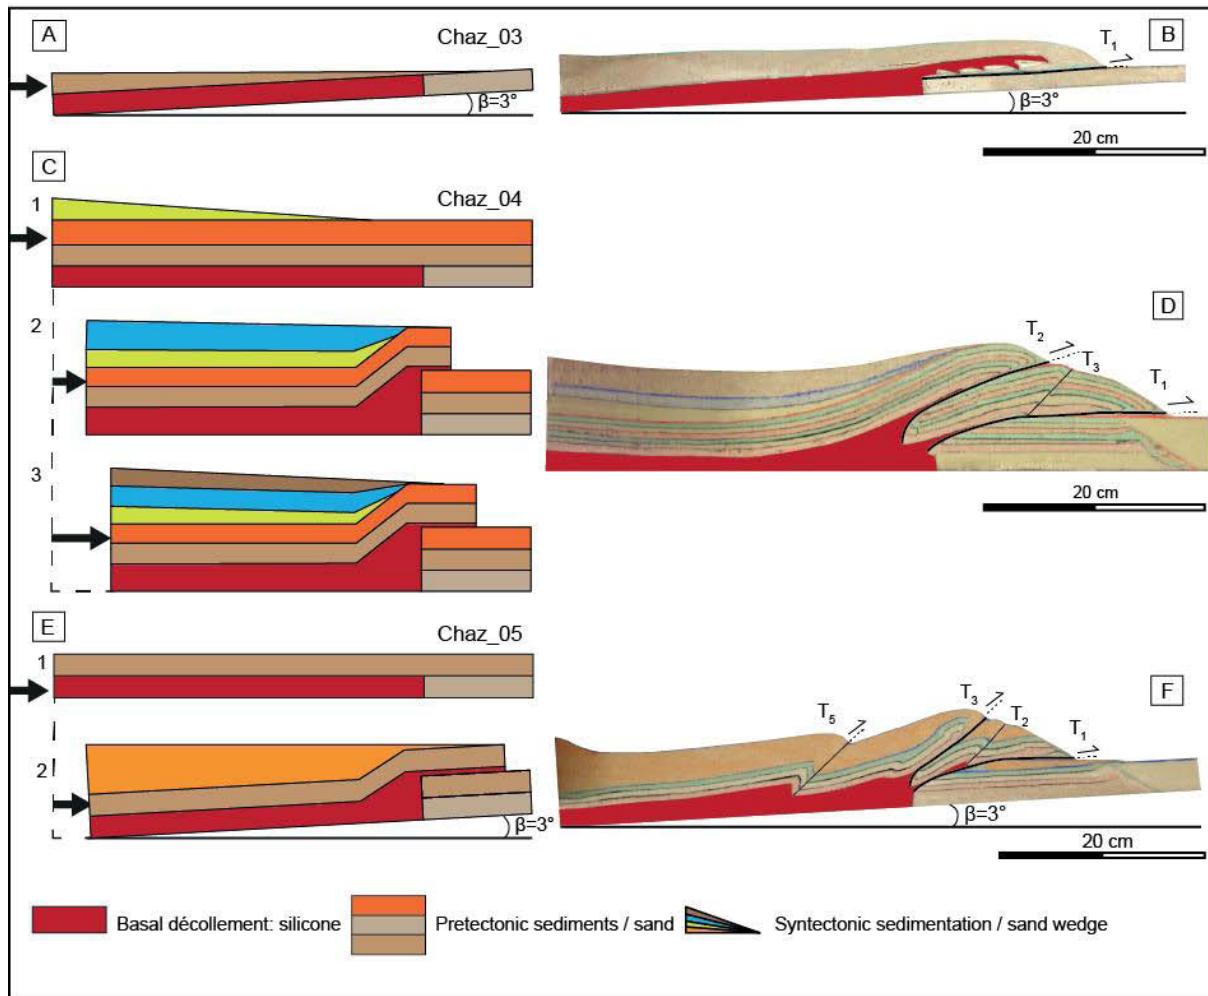 A
Chaz_03
β=3°
B
T1
β=3°
20 cm
C
1
Chaz_04
2
3
D
T2
T3
T1
20 cm
E
Chaz_05
1
2
β=3°
F
T5
T3
T2
T1
β=3°
20 cm
Basal décollement: silicone
Pretectonic sediments / sand
Syntectonic sedimentation / sand wedge